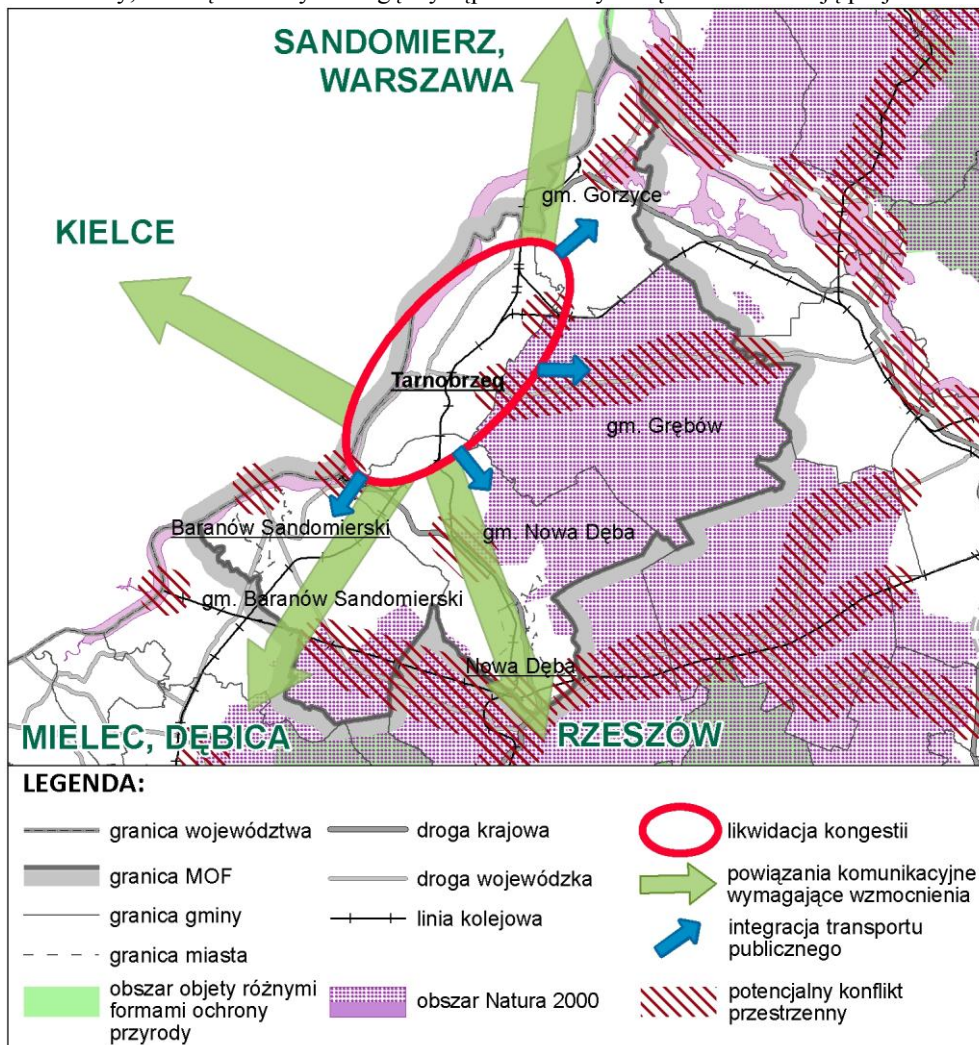 SANDOMIERZ,
WARSZAWA
gm. Gorzyce
KIELCE
Tarnobrzeg
gm. Grębów
Baranów Sandomierski
gm. Nowa Dęba
gm. Baranów Sandomierski
Nowa Dęba
MIELEC, DĘBICA
RZESZÓW
LEGENDA:
granica województwa
granica MOF
granica gminy
granica miasta
obszar objety różnymi
formami ochrony
przyrody
droga krajowa
droga wojewódzka
linia kolejowa
obszar Natura 2000
likwidacja kongestii
powiązania komunikacyjne
wymagające wzmocnienia
integracja transportu
publicznego
potencjalny konflikt
przestrzenny